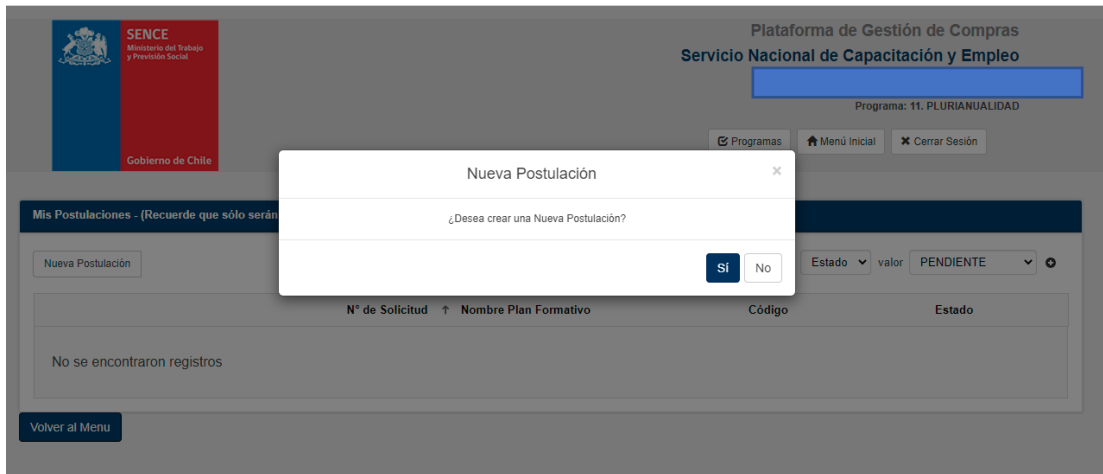 SENCE
Ministerio del Trabajo
y Previsión Social
Gobierno de Chile
Plataforma de Gestión de Compras
Servicio Nacional de Capacitación y Empleo
Programa: 11. PLURIANUALIDAD
Programas
Menú Inicial
Cerrar Sesión
Nueva Postulación
×
¿Desea crear una Nueva Postulación?
Sí
No
Mis Postulaciones - (Recuerde que sólo serán
Nueva Postulación
Estado valor PENDIENTE
N° de Solicitud ↑ Nombre Plan Formativo Código Estado
No se encontraron registros
Volver al Menu